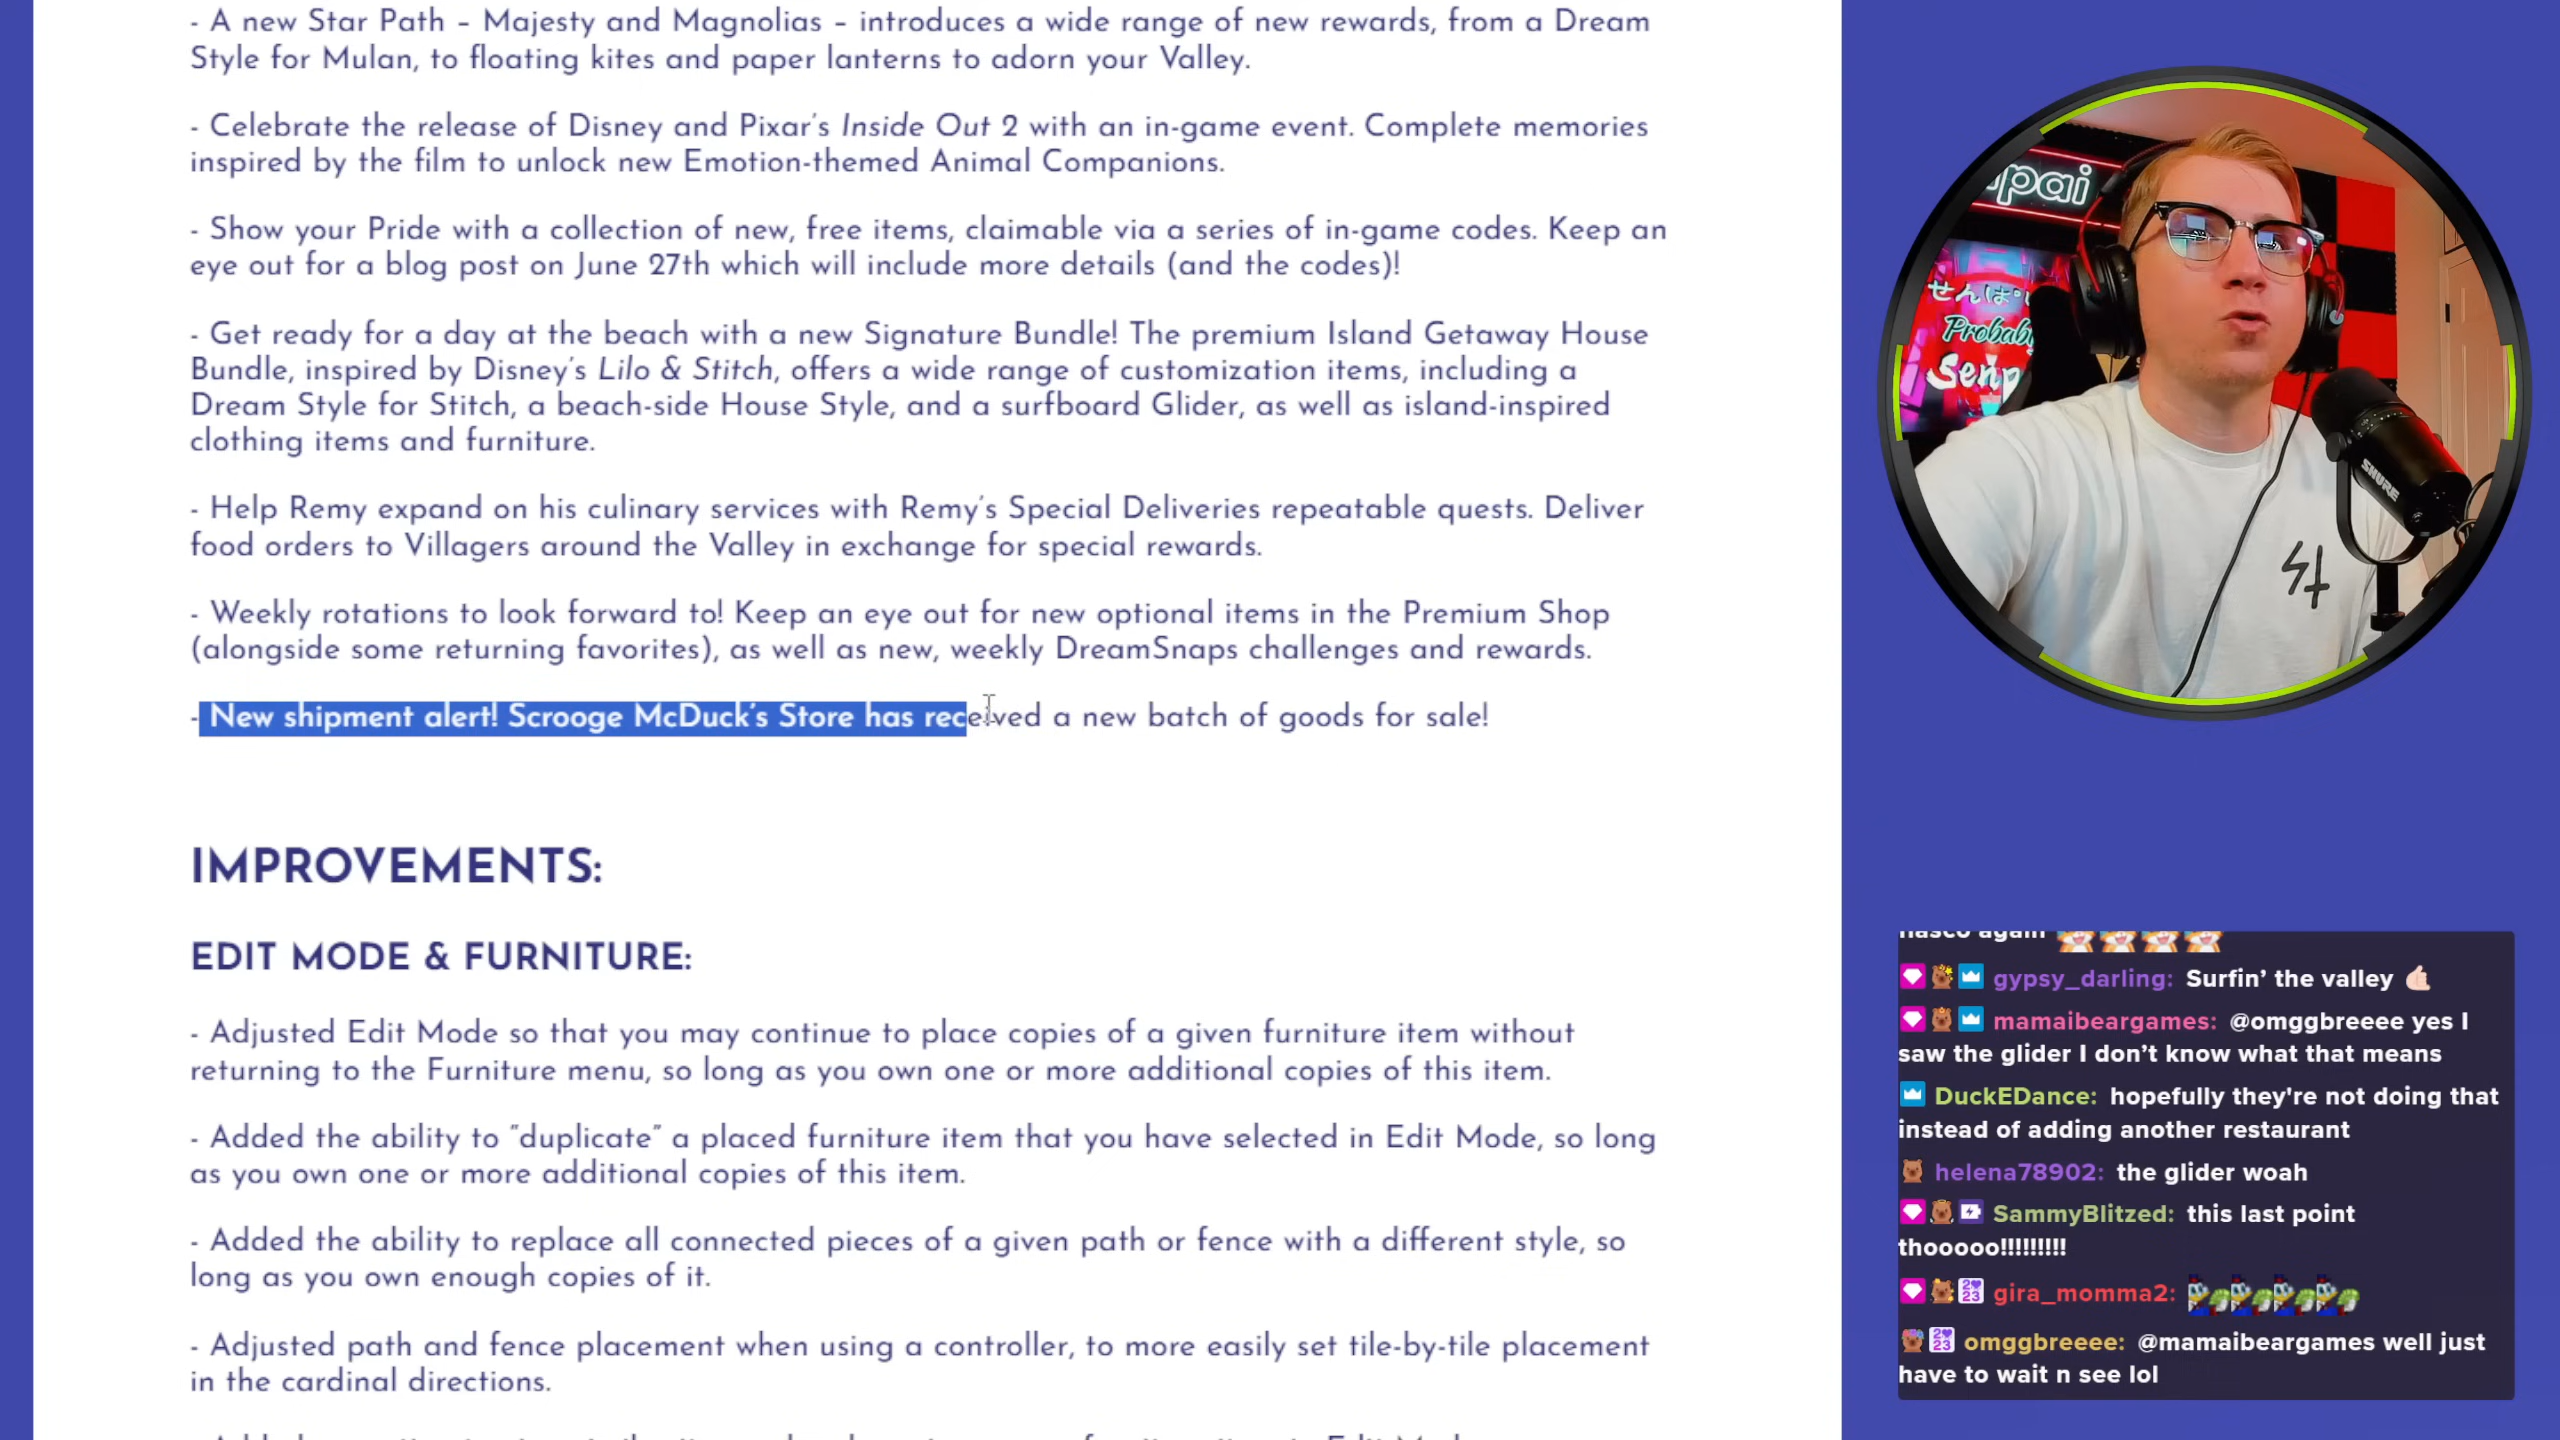 - A new Star Path – Majesty and Magnolias – introduces a wide range of new rewards, from a Dream
Style for Mulan, to floating kites and paper lanterns to adorn your Valley.
- Celebrate the release of Disney and Pixar's Inside Out 2 with an in-game event. Complete memories
inspired by the film to unlock new Emotion-themed Animal Companions.
- Show your Pride with a collection of new, free items, claimable via a series of in-game codes. Keep an
eye out for a blog post on June 27th which will include more details (and the codes)!
- Get ready for a day at the beach with a new Signature Bundle! The premium Island Getaway House
Bundle, inspired by Disney's Lilo & Stitch, offers a wide range of customization items, including a
Dream Style for Stitch, a beach-side House Style, and a surfboard Glider, as well as island-inspired
clothing items and furniture.
- Help Remy expand on his culinary services with Remy's Special Deliveries repeatable quests. Deliver
food orders to Villagers around the Valley in exchange for special rewards.
- Weekly rotations to look forward to! Keep an eye out for new optional items in the Premium Shop
(alongside some returning favorites), as well as new, weekly DreamSnaps challenges and rewards.
- New shipment alert! Scrooge McDuck's Store has received a new batch of goods for sale!
IMPROVEMENTS:
EDIT MODE & FURNITURE:
- Adjusted Edit Mode so that you may continue to place copies of a given furniture item without
returning to the Furniture menu, so long as you own one or more additional copies of this item.
- Added the ability to "duplicate" a placed furniture item that you have selected in Edit Mode, so long
as you own one or more additional copies of this item.
- Added the ability to replace all connected pieces of a given path or fence with a different style, so
long as you own enough copies of it.
- Adjusted path and fence placement when using a controller, to more easily set tile-by-tile placement
in the cardinal directions.
pai
せんぱい
Probably
Senp
SHURE
again
gypsy_darling: Surfin' the valley
mamaibeargames: @omggbreeee yes I
saw the glider I don't know what that means
DuckEDance: hopefully they're not doing that
instead of adding another restaurant
helena78902: the glider woah
SammyBlitzed: this last point
thooooo!!!!!!!!!
gira_momma2:
omggbreeee: @mamaibeargames well just
have to wait n see lol